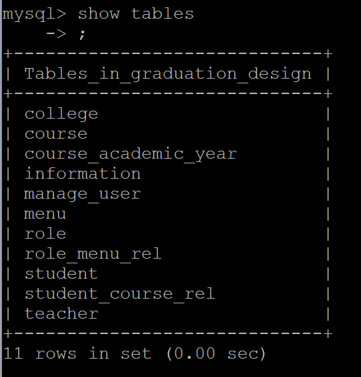 mysql> show tables
    -> ;
+-----------------------------+
| Tables_in_graduation_design |
+-----------------------------+
| college                     |
| course                      |
| course_academic_year        |
| information                 |
| manage_user                 |
| menu                        |
| role                        |
| role_menu_rel               |
| student                     |
| student_course_rel          |
| teacher                     |
+-----------------------------+
11 rows in set (0.00 sec)